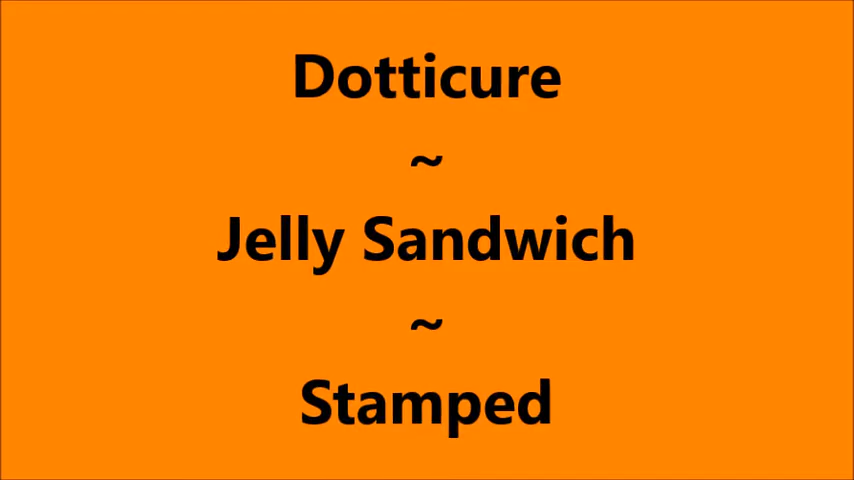 Dotticure
~
Jelly Sandwich
~
Stamped